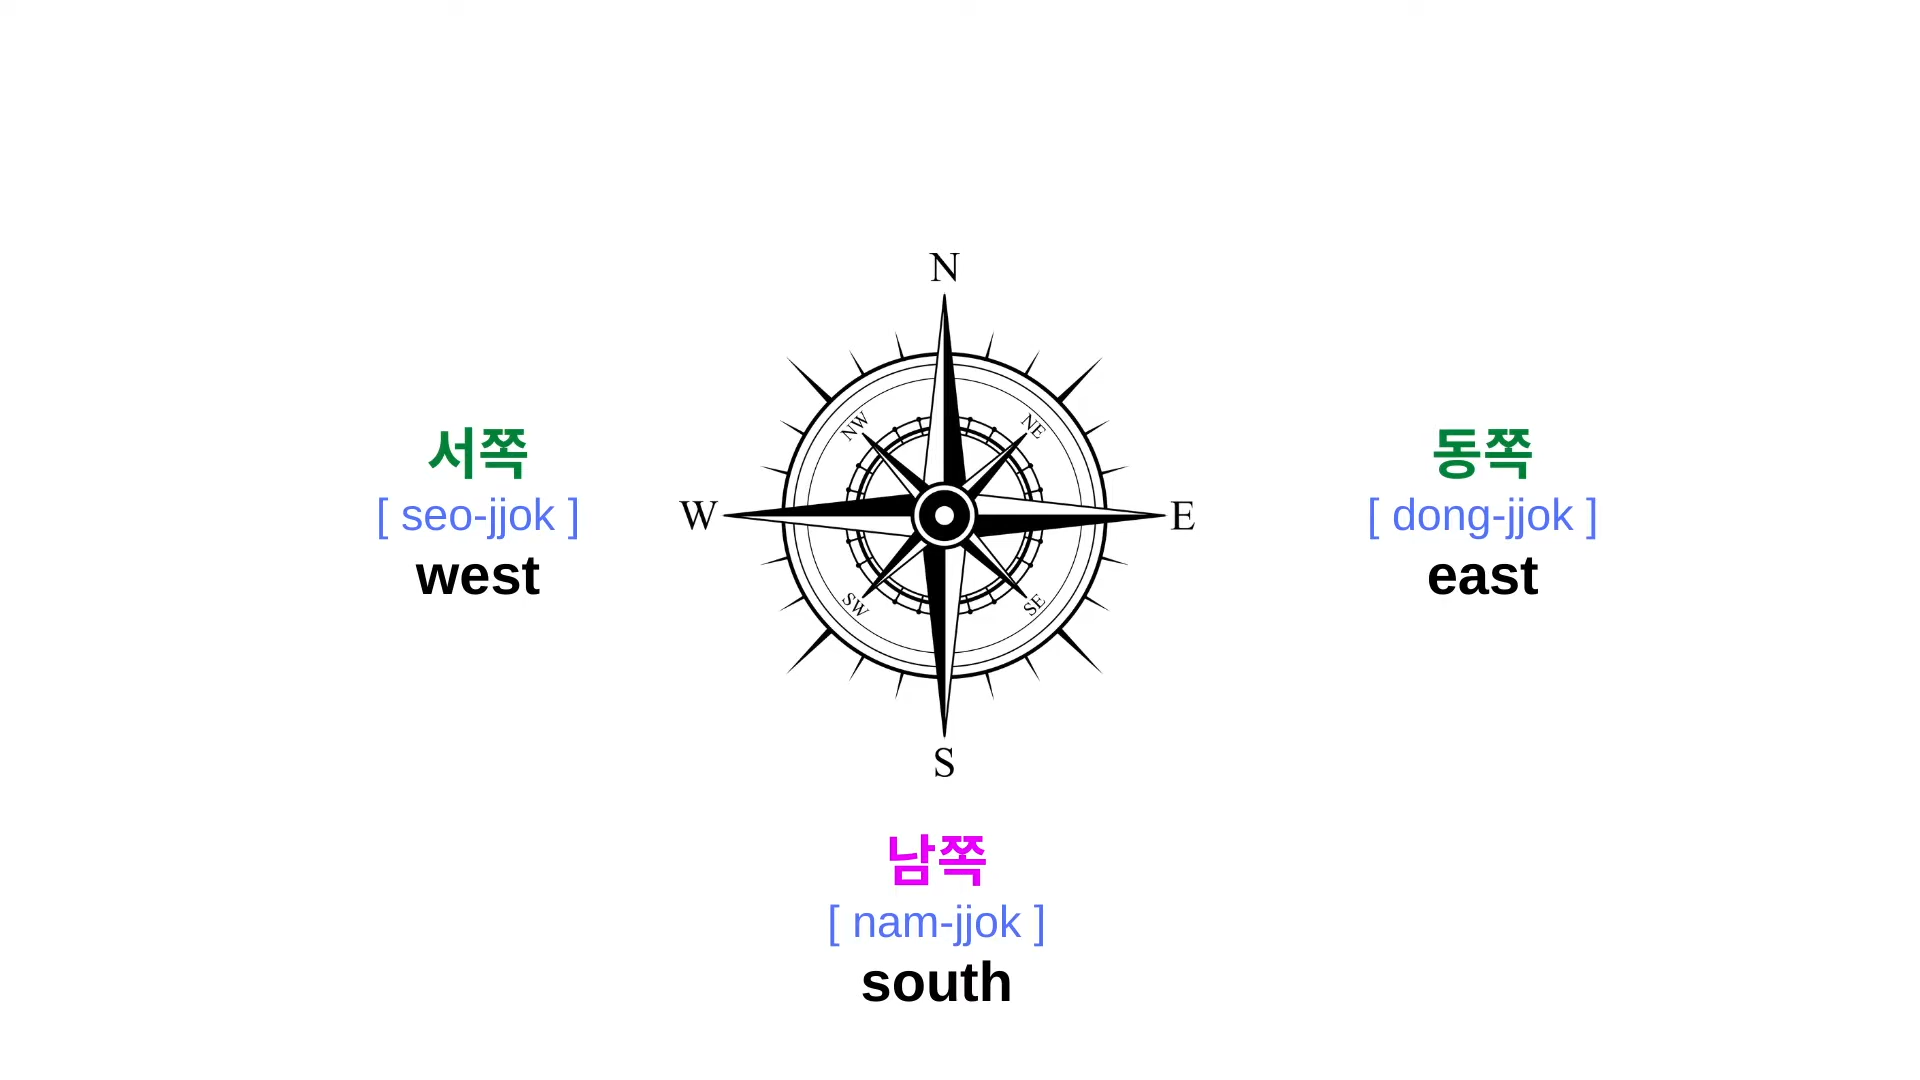 N
NW
NE
서쪽
[ seo-jjok ]
west
W
E
동쪽
[ dong-jjok ]
east
SW
SE
S
남쪽
[ nam-jjok ]
south